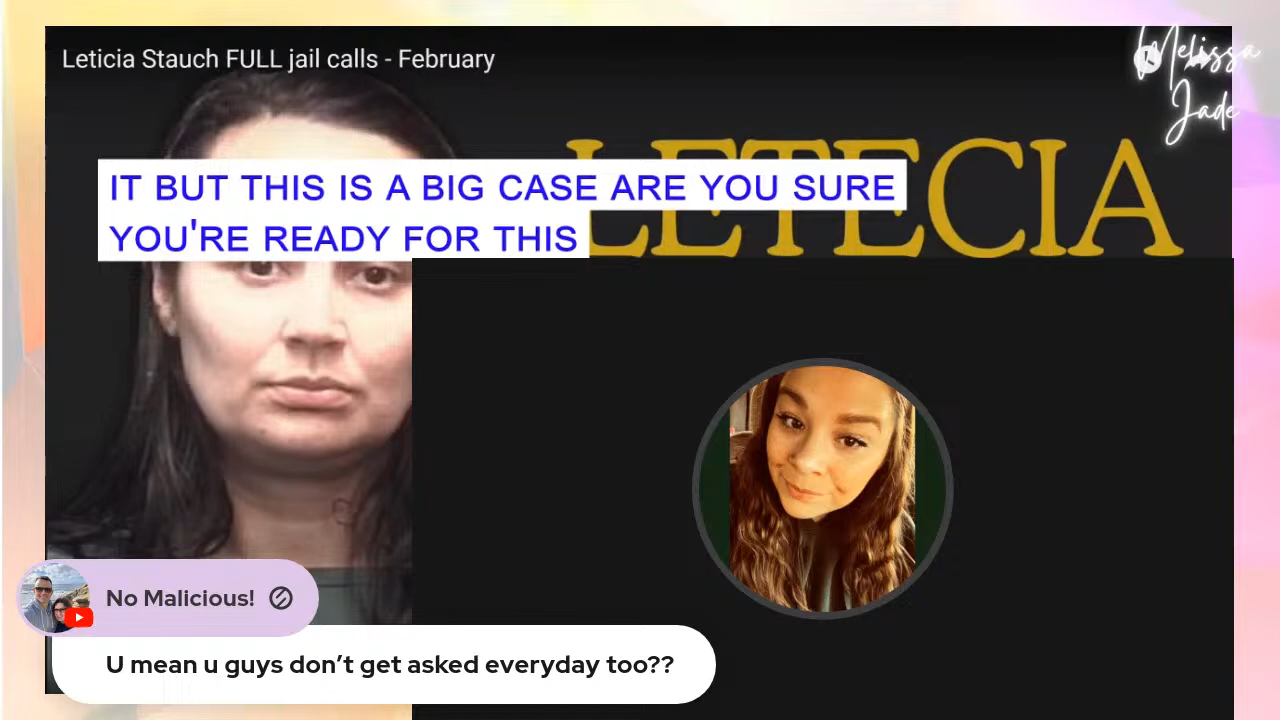 Leticia Stauch FULL jail calls - February
Melissa
Jade
LETECIA
IT BUT THIS IS A BIG CASE ARE YOU SURE
YOU'RE READY FOR THIS
No Malicious!
U mean u guys don’t get asked everyday too??